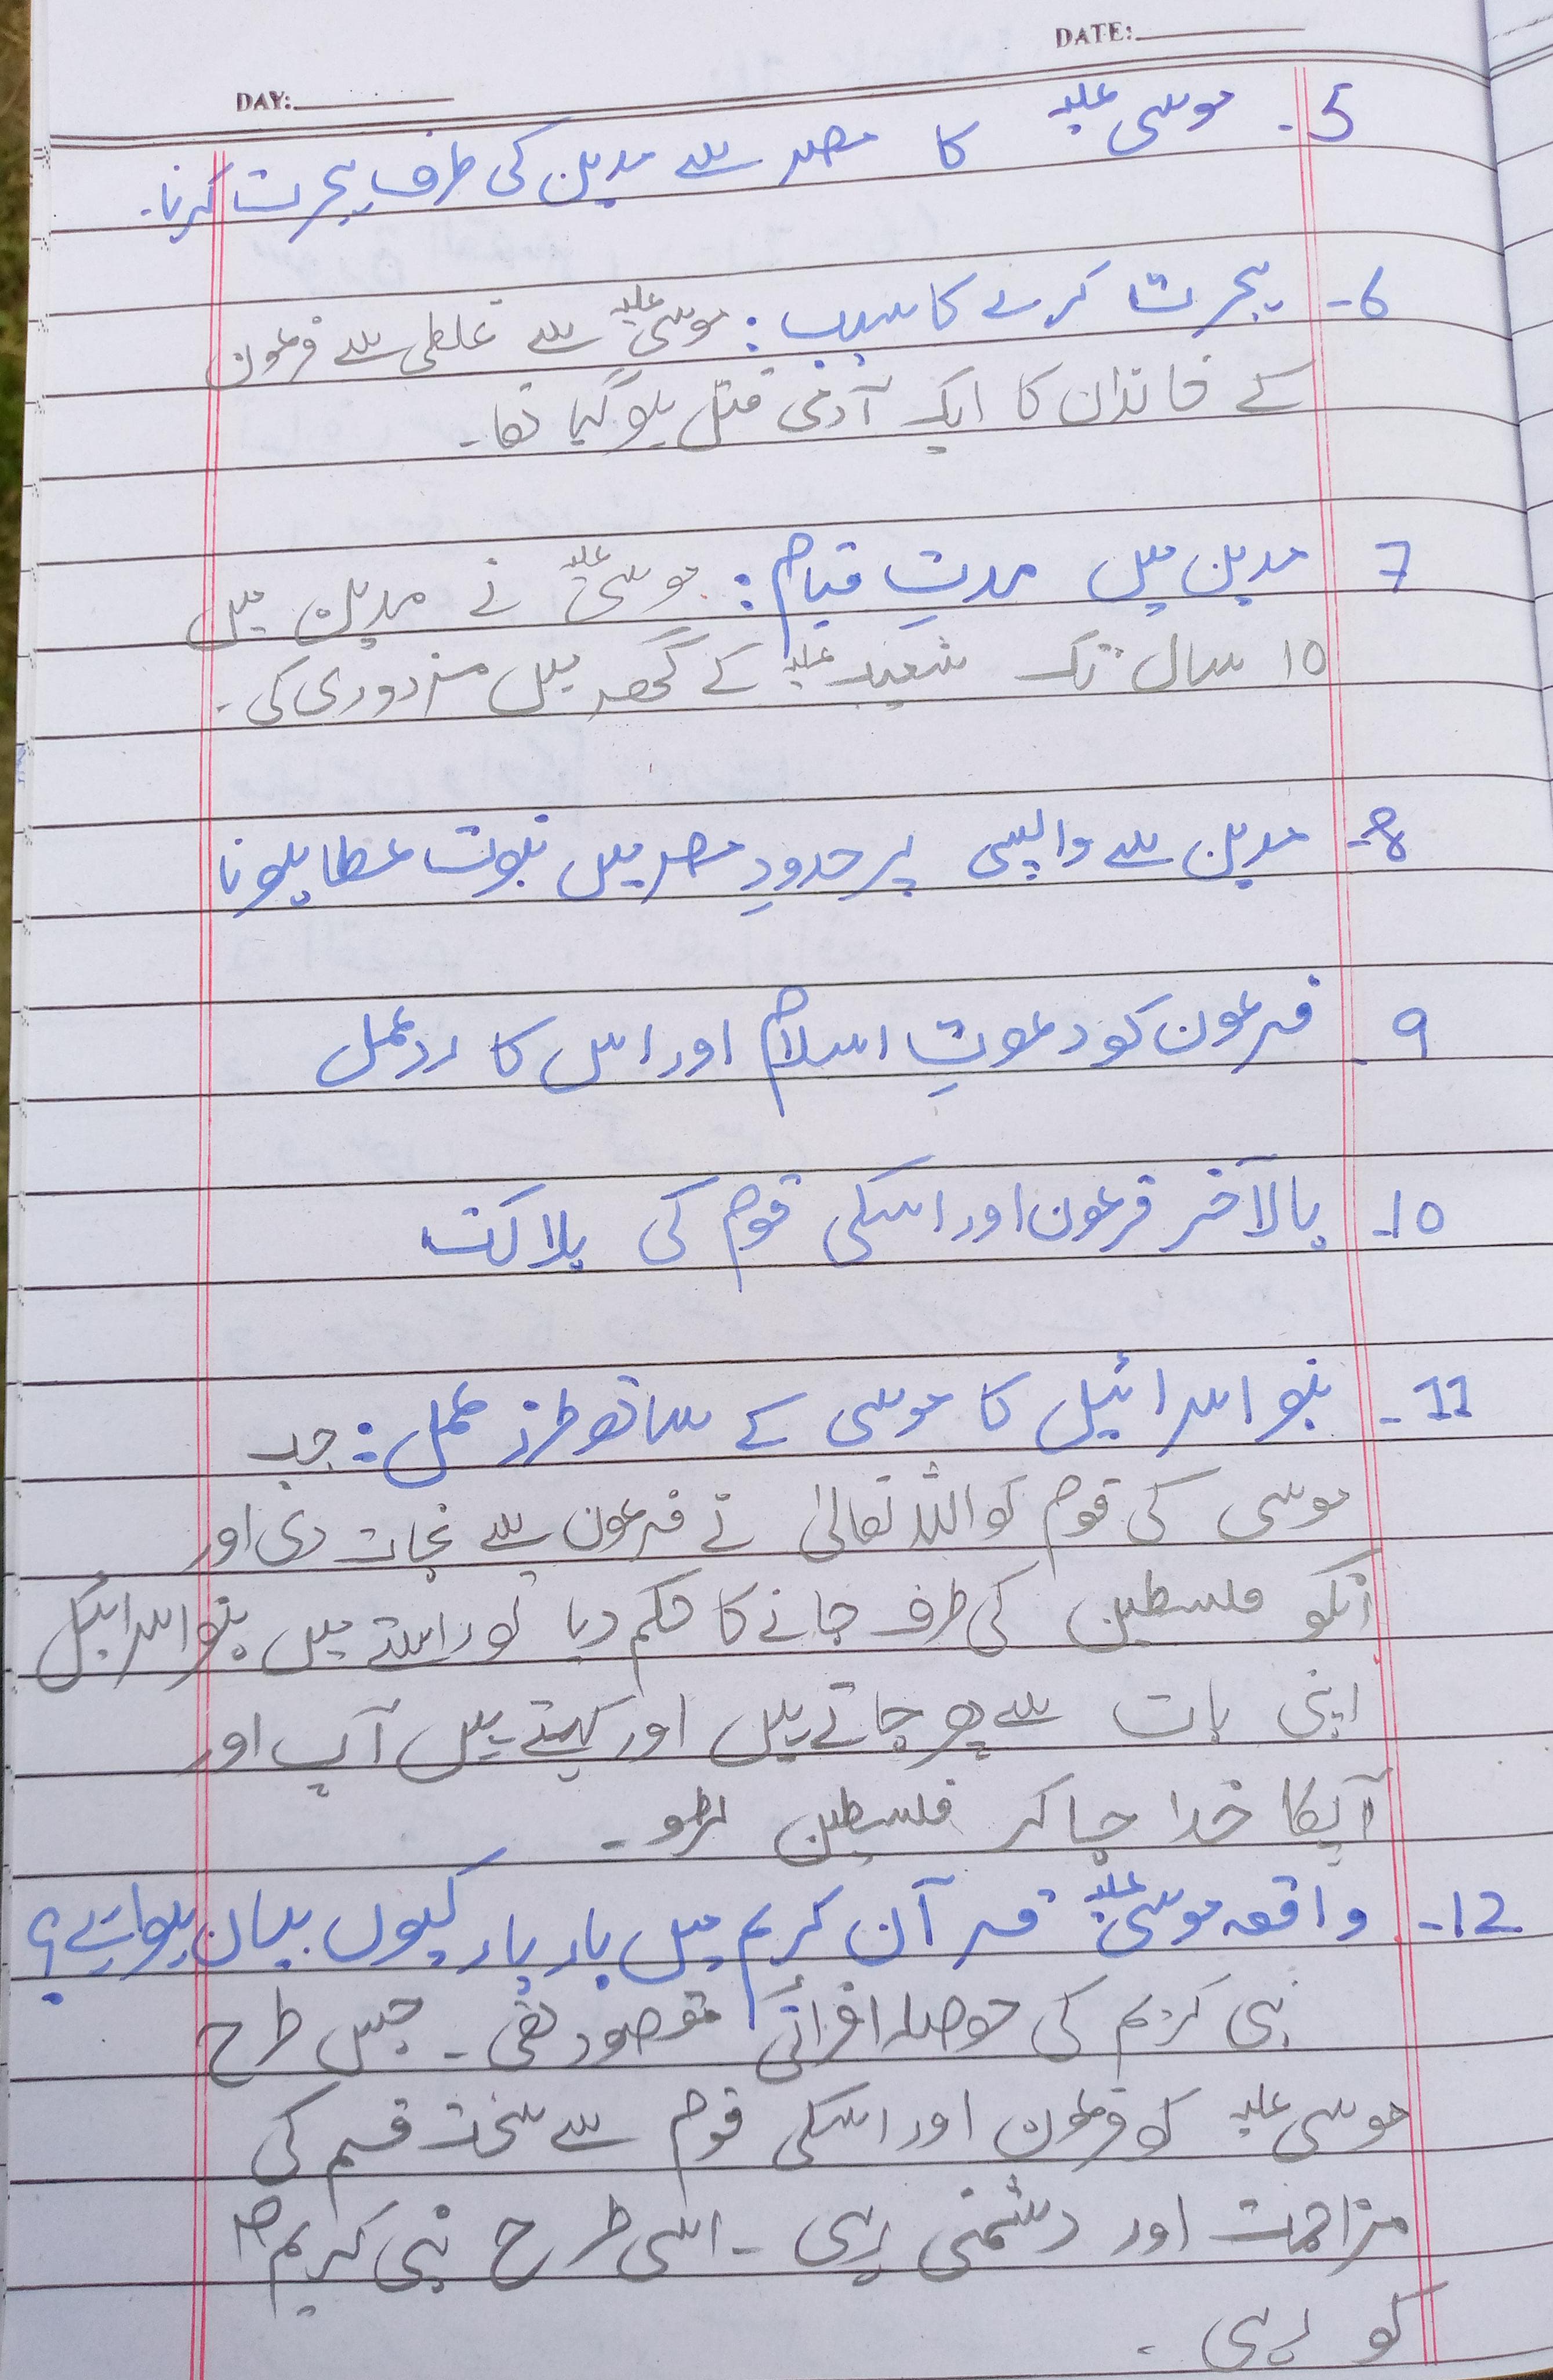 DATE:
DAY:
5. موسیٰ علیہ کا مصر سے مدین کی طرف ہجرت کرنا۔
6- ہجرت کرنے کا سبب: موسیٰ علیہ سے غلطی سے فرعون
کے خاندان کا ایک آدمی قتل ہو گیا تھا۔
7 مدین میں مدتِ قیام: موسیٰ علیہ نے مدین میں
10 سال تک شعیب علیہ کے گھر میں مزدوری کی۔
8- مدین سے واپسی پر حدودِ مصر میں نبوت عطا ہونا
9. فرعون کو دعوتِ اسلام اور اس کا ردعمل
10. بالآخر فرعون اور اسکی قوم کی ہلاکت
11- بنو اسرائیل کا موسی کے ساتھ طرز عمل: جب
موسی کی قوم کو اللہ تعالیٰ نے فرعون سے نجات دی اور
انکو فلسطین کی طرف جانے کا حکم دیا تو راستے میں بنو اسرائیل
اپنی بات سے پھر جاتے ہیں اور کہتے ہیں آپ اور
آپکا خدا جا کر فلسطین لڑو۔
12- واقعہ موسیٰ علیہ قرآن کریم میں بار بار کیوں بیان ہوا ہے؟
نبی کریم کی حوصلہ افزائی مقصود تھی۔ جس طرح
موسی علیہ کو فرعون اور اسکی قوم سے سخت قسم کی
مزاحمت اور دشمنی رہی۔ اسی طرح نبی کریم ﷺ
کو رہی۔